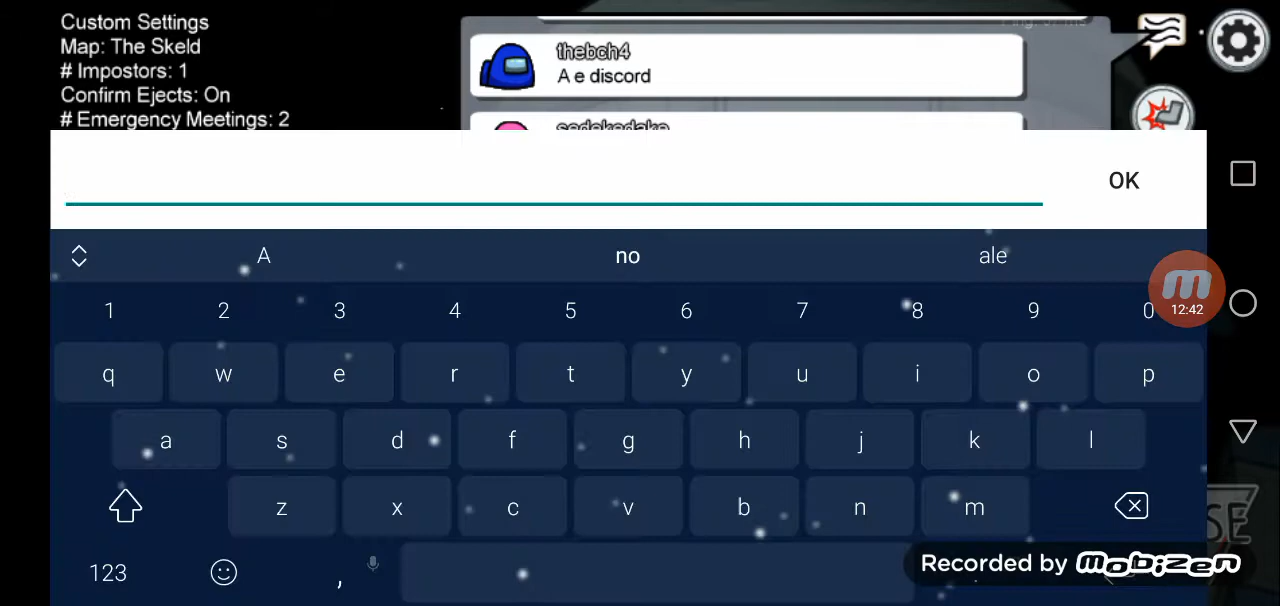 Custom Settings
Map: The Skeld
# Impostors: 1
Confirm Ejects: On
# Emergency Meetings: 2
thebch4
A e discord
OK
A no ale
1 2 3 4 5 6 7 8 9 0
q w e r t y u i o p
a s d f g h j k l
z x c v b n m
123 ,
12:42
Recorded by mobizen